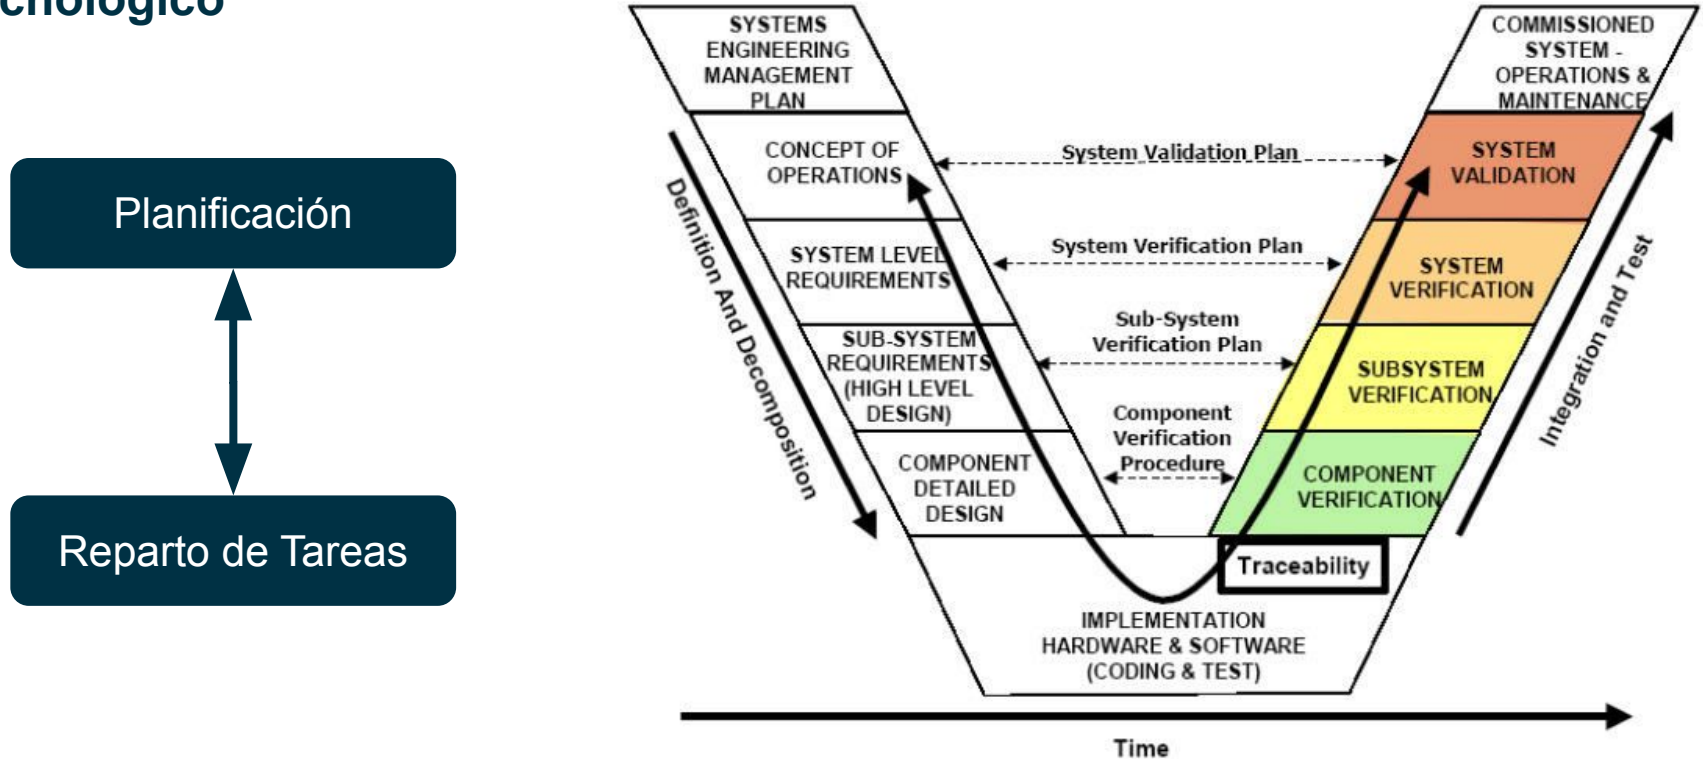 cnológico
Planificación
Reparto de Tareas
SYSTEMS
ENGINEERING
MANAGEMENT
PLAN
CONCEPT OF
OPERATIONS
SYSTEM LEVEL
REQUIREMENTS
SUB-SYSTEM
REQUIREMENTS
(HIGH LEVEL
DESIGN)
COMPONENT
DETAILED
DESIGN
Definition And Decomposition
System Validation Plan
System Verification Plan
Sub-System
Verification Plan
Component
Verification
Procedure
COMMISSIONED
SYSTEM -
OPERATIONS &
MAINTENANCE
SYSTEM
VALIDATION
SYSTEM
VERIFICATION
SUBSYSTEM
VERIFICATION
COMPONENT
VERIFICATION
Integration and Test
Traceability
IMPLEMENTATION
HARDWARE & SOFTWARE
(CODING & TEST)
Time